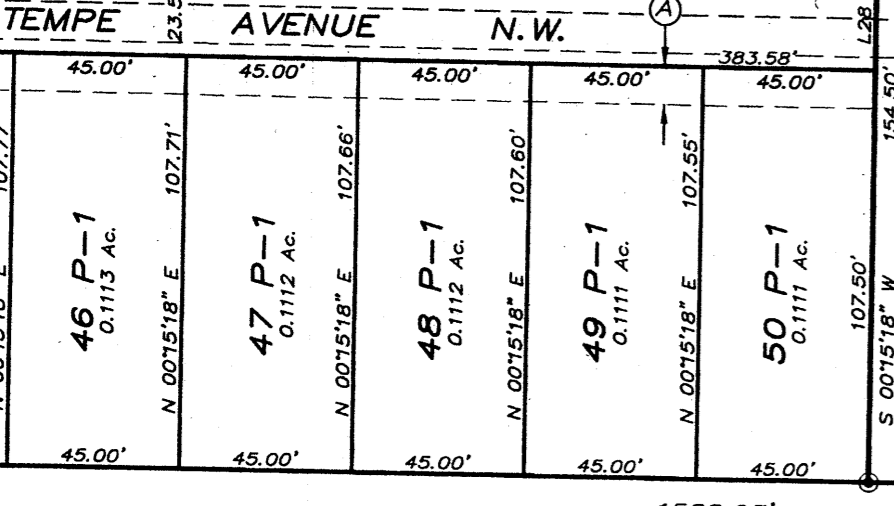 TEMPE AVENUE N.W.
23.5
A
L28
383.58'
45.00' 45.00' 45.00' 45.00' 45.00'
107.77
107.71'
107.66'
107.60'
107.55'
107.50'
154.50'
46 P-1
0.1113 Ac.
47 P-1
0.1112 Ac.
48 P-1
0.1112 Ac.
49 P-1
0.1111 Ac.
50 P-1
0.1111 Ac.
N 00°15'18" E
N 00°15'18" E
N 00°15'18" E
N 00°15'18" E
S 00°15'18" W
45.00' 45.00' 45.00' 45.00' 45.00'